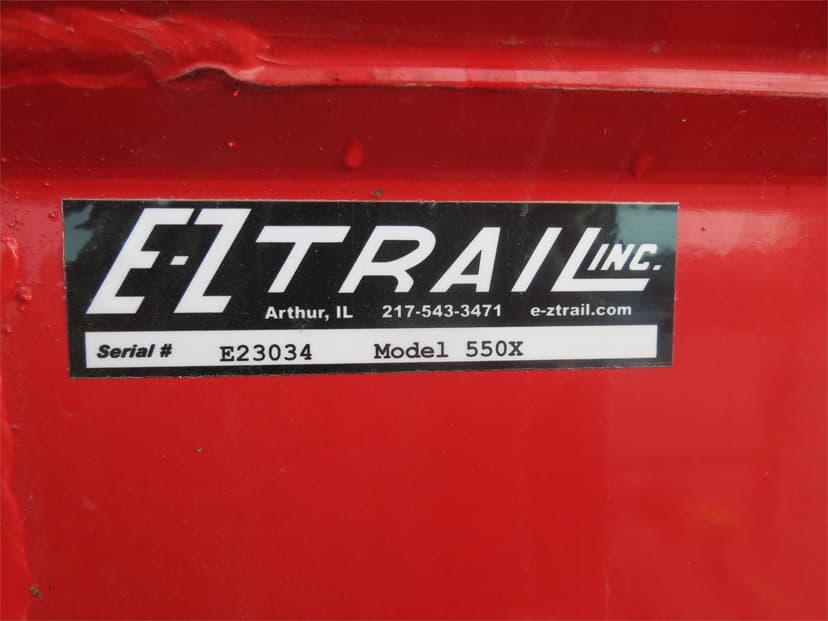 E-Z TRAIL INC.
Arthur, IL 217-543-3471 e-ztrail.com
Serial # E23034 Model 550X